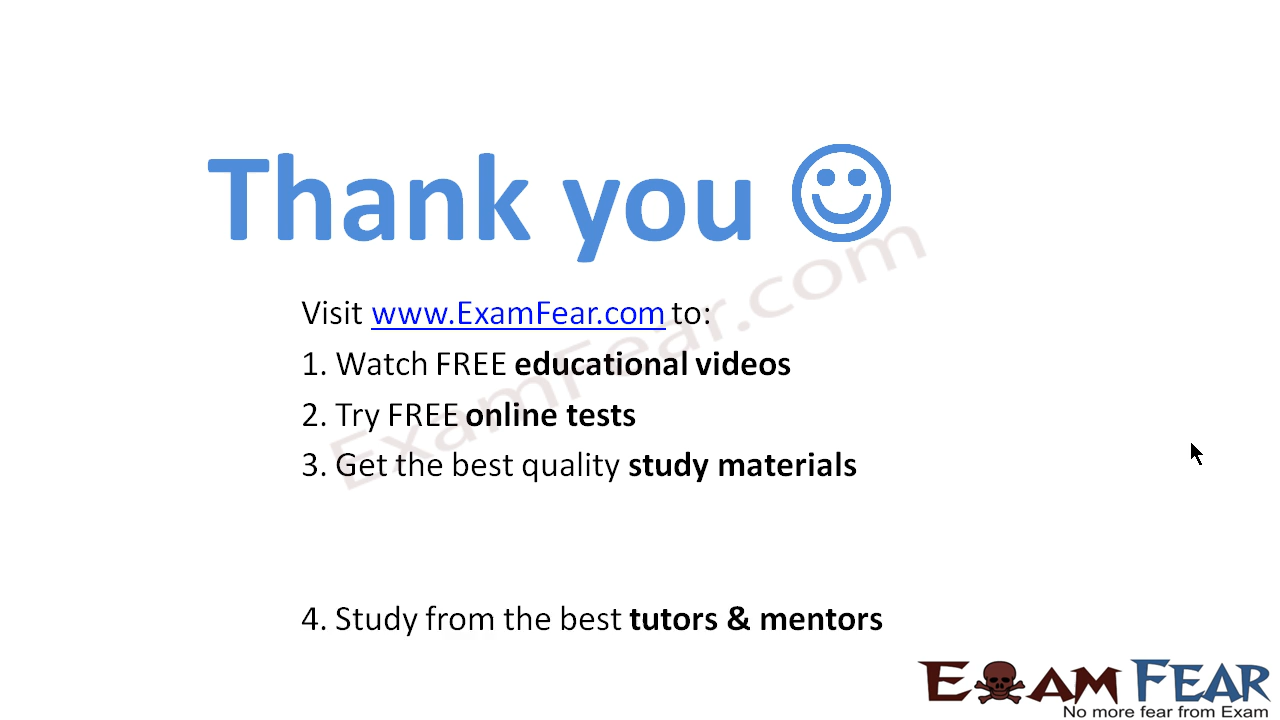 Thank you
Visit www.ExamFear.com to:
1. Watch FREE educational videos
2. Try FREE online tests
3. Get the best quality study materials
4. Study from the best tutors & mentors
ExamFear.com
EXAM FEAR
No more fear from Exam